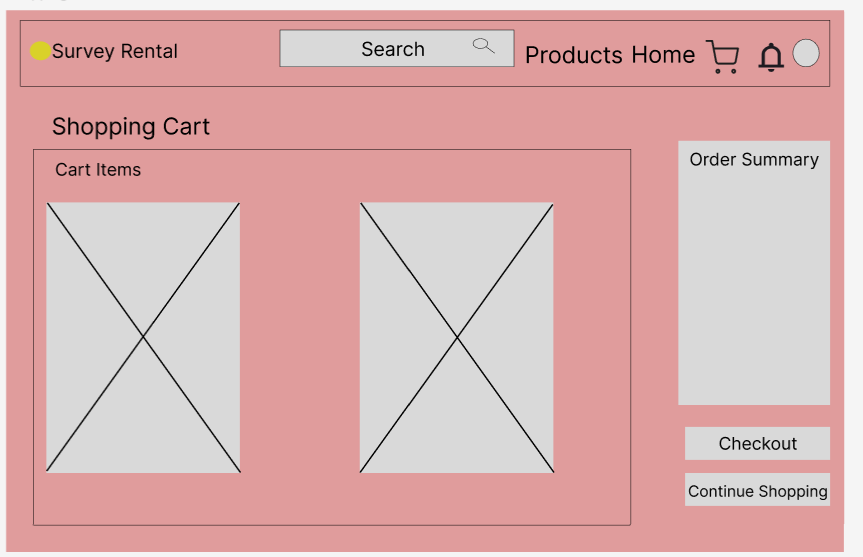 Survey Rental
Search
Products Home
Shopping Cart
Cart Items
Order Summary
Checkout
Continue Shopping